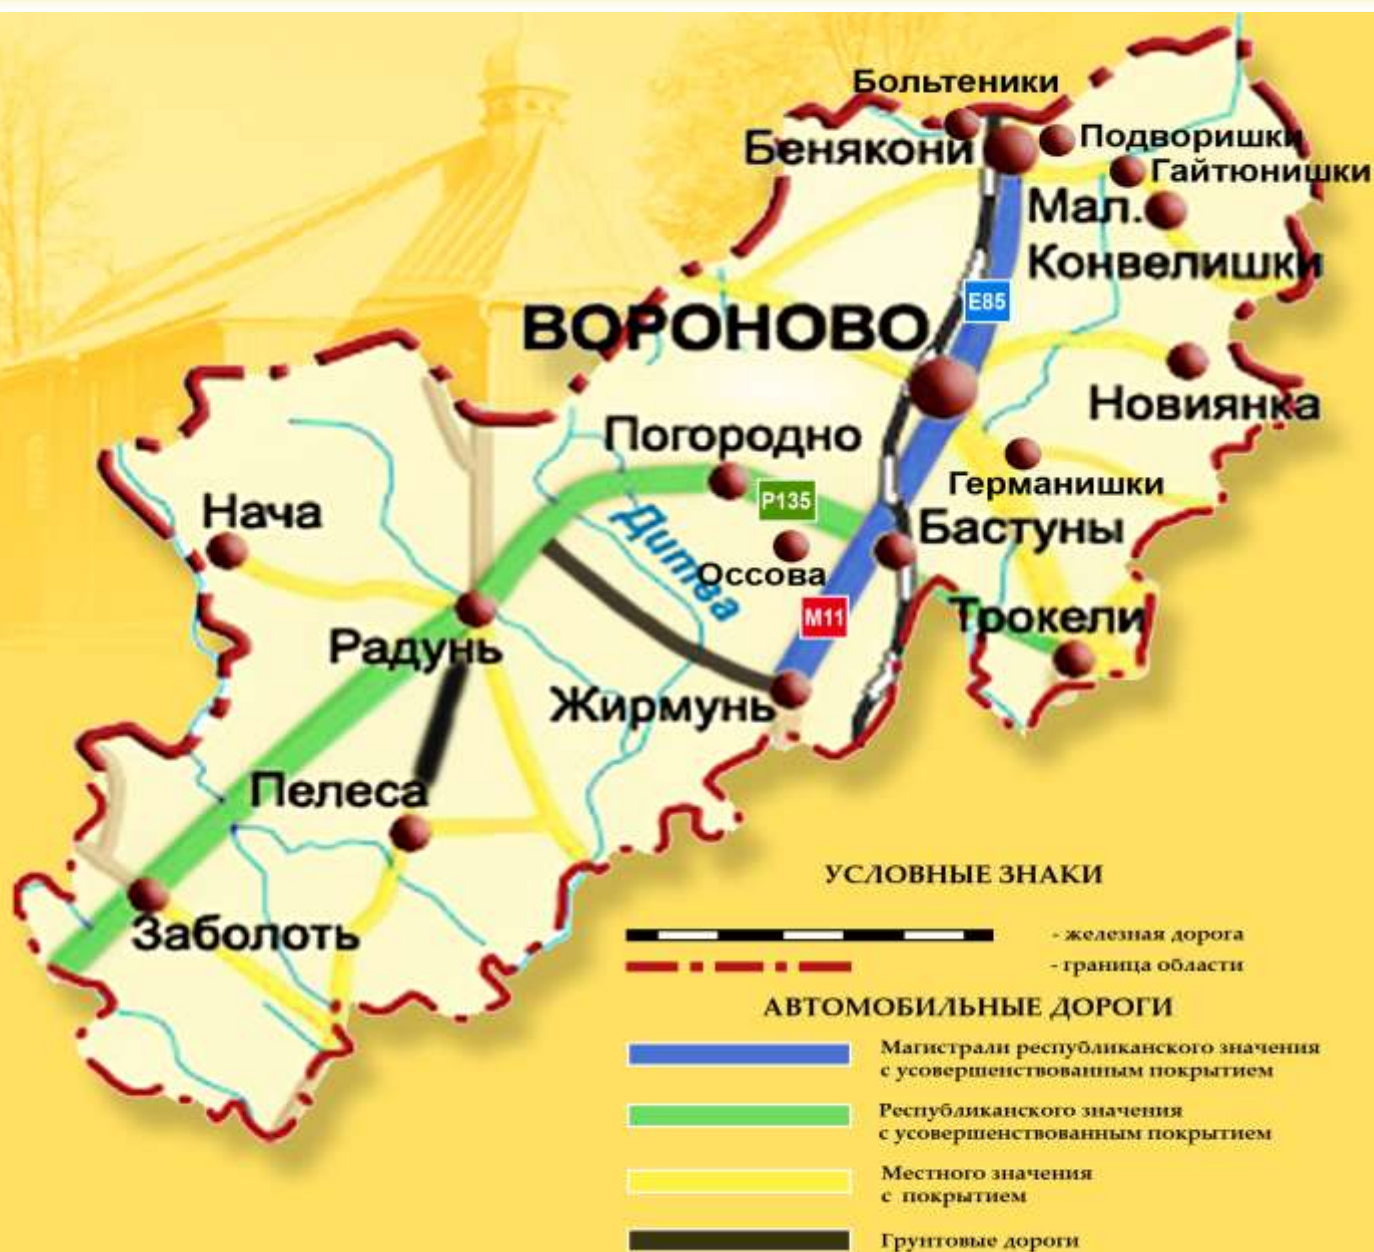 Больтеники
Бенякони
Подворишки
Гайтюнишки
Мал.
Конвелишки
E85
ВОРОНОВО
Новиянка
Погородно
Германишки
P135
Нача
Бастуны
Дитва
Оссова
M11
Трокели
Радунь
Жирмунь
Пелеса
Заболоть
УСЛОВНЫЕ ЗНАКИ
- железная дорога
- граница области
АВТОМОБИЛЬНЫЕ ДОРОГИ
Магистрали республиканского значения
с усовершенствованным покрытием
Республиканского значения
с усовершенствованным покрытием
Местного значения
с покрытием
Грунтовые дороги